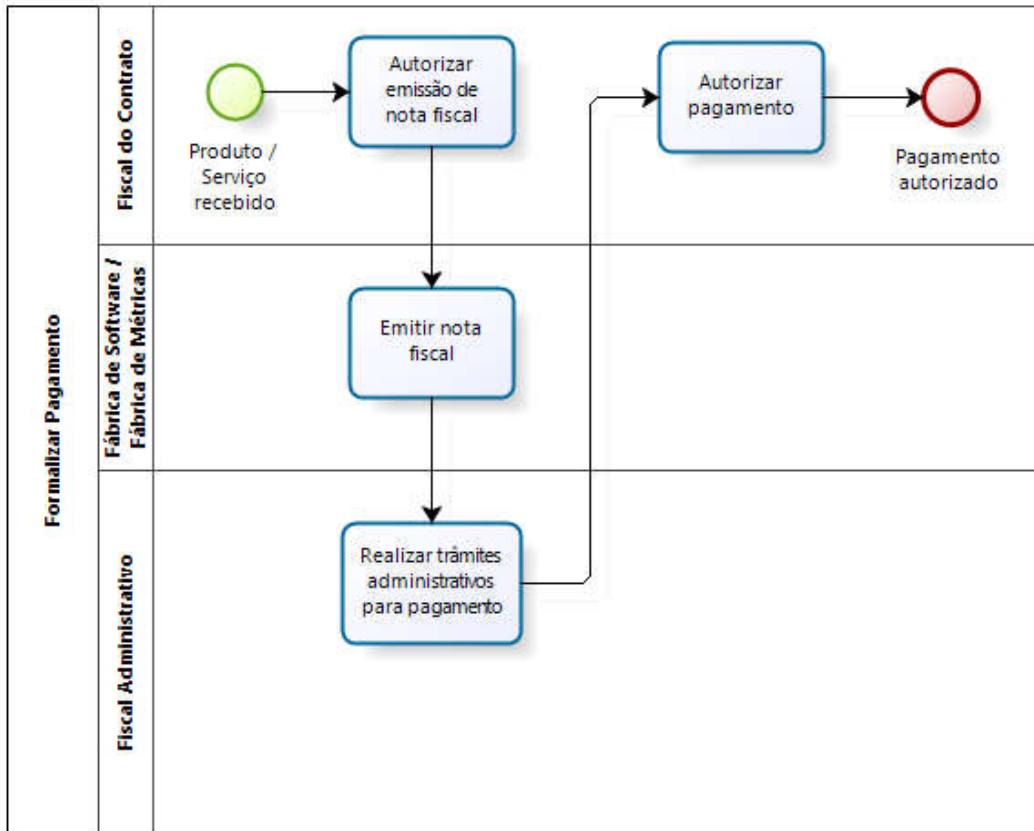 Formalizar Pagamento
Fiscal do Contrato
Produto /
Serviço
recebido
Autorizar
emissão de
nota fiscal
Autorizar
pagamento
Pagamento
autorizado
Fábrica de Software /
Fábrica de Métricas
Emitir nota
fiscal
Fiscal Administrativo
Realizar trâmites
administrativos
para pagamento